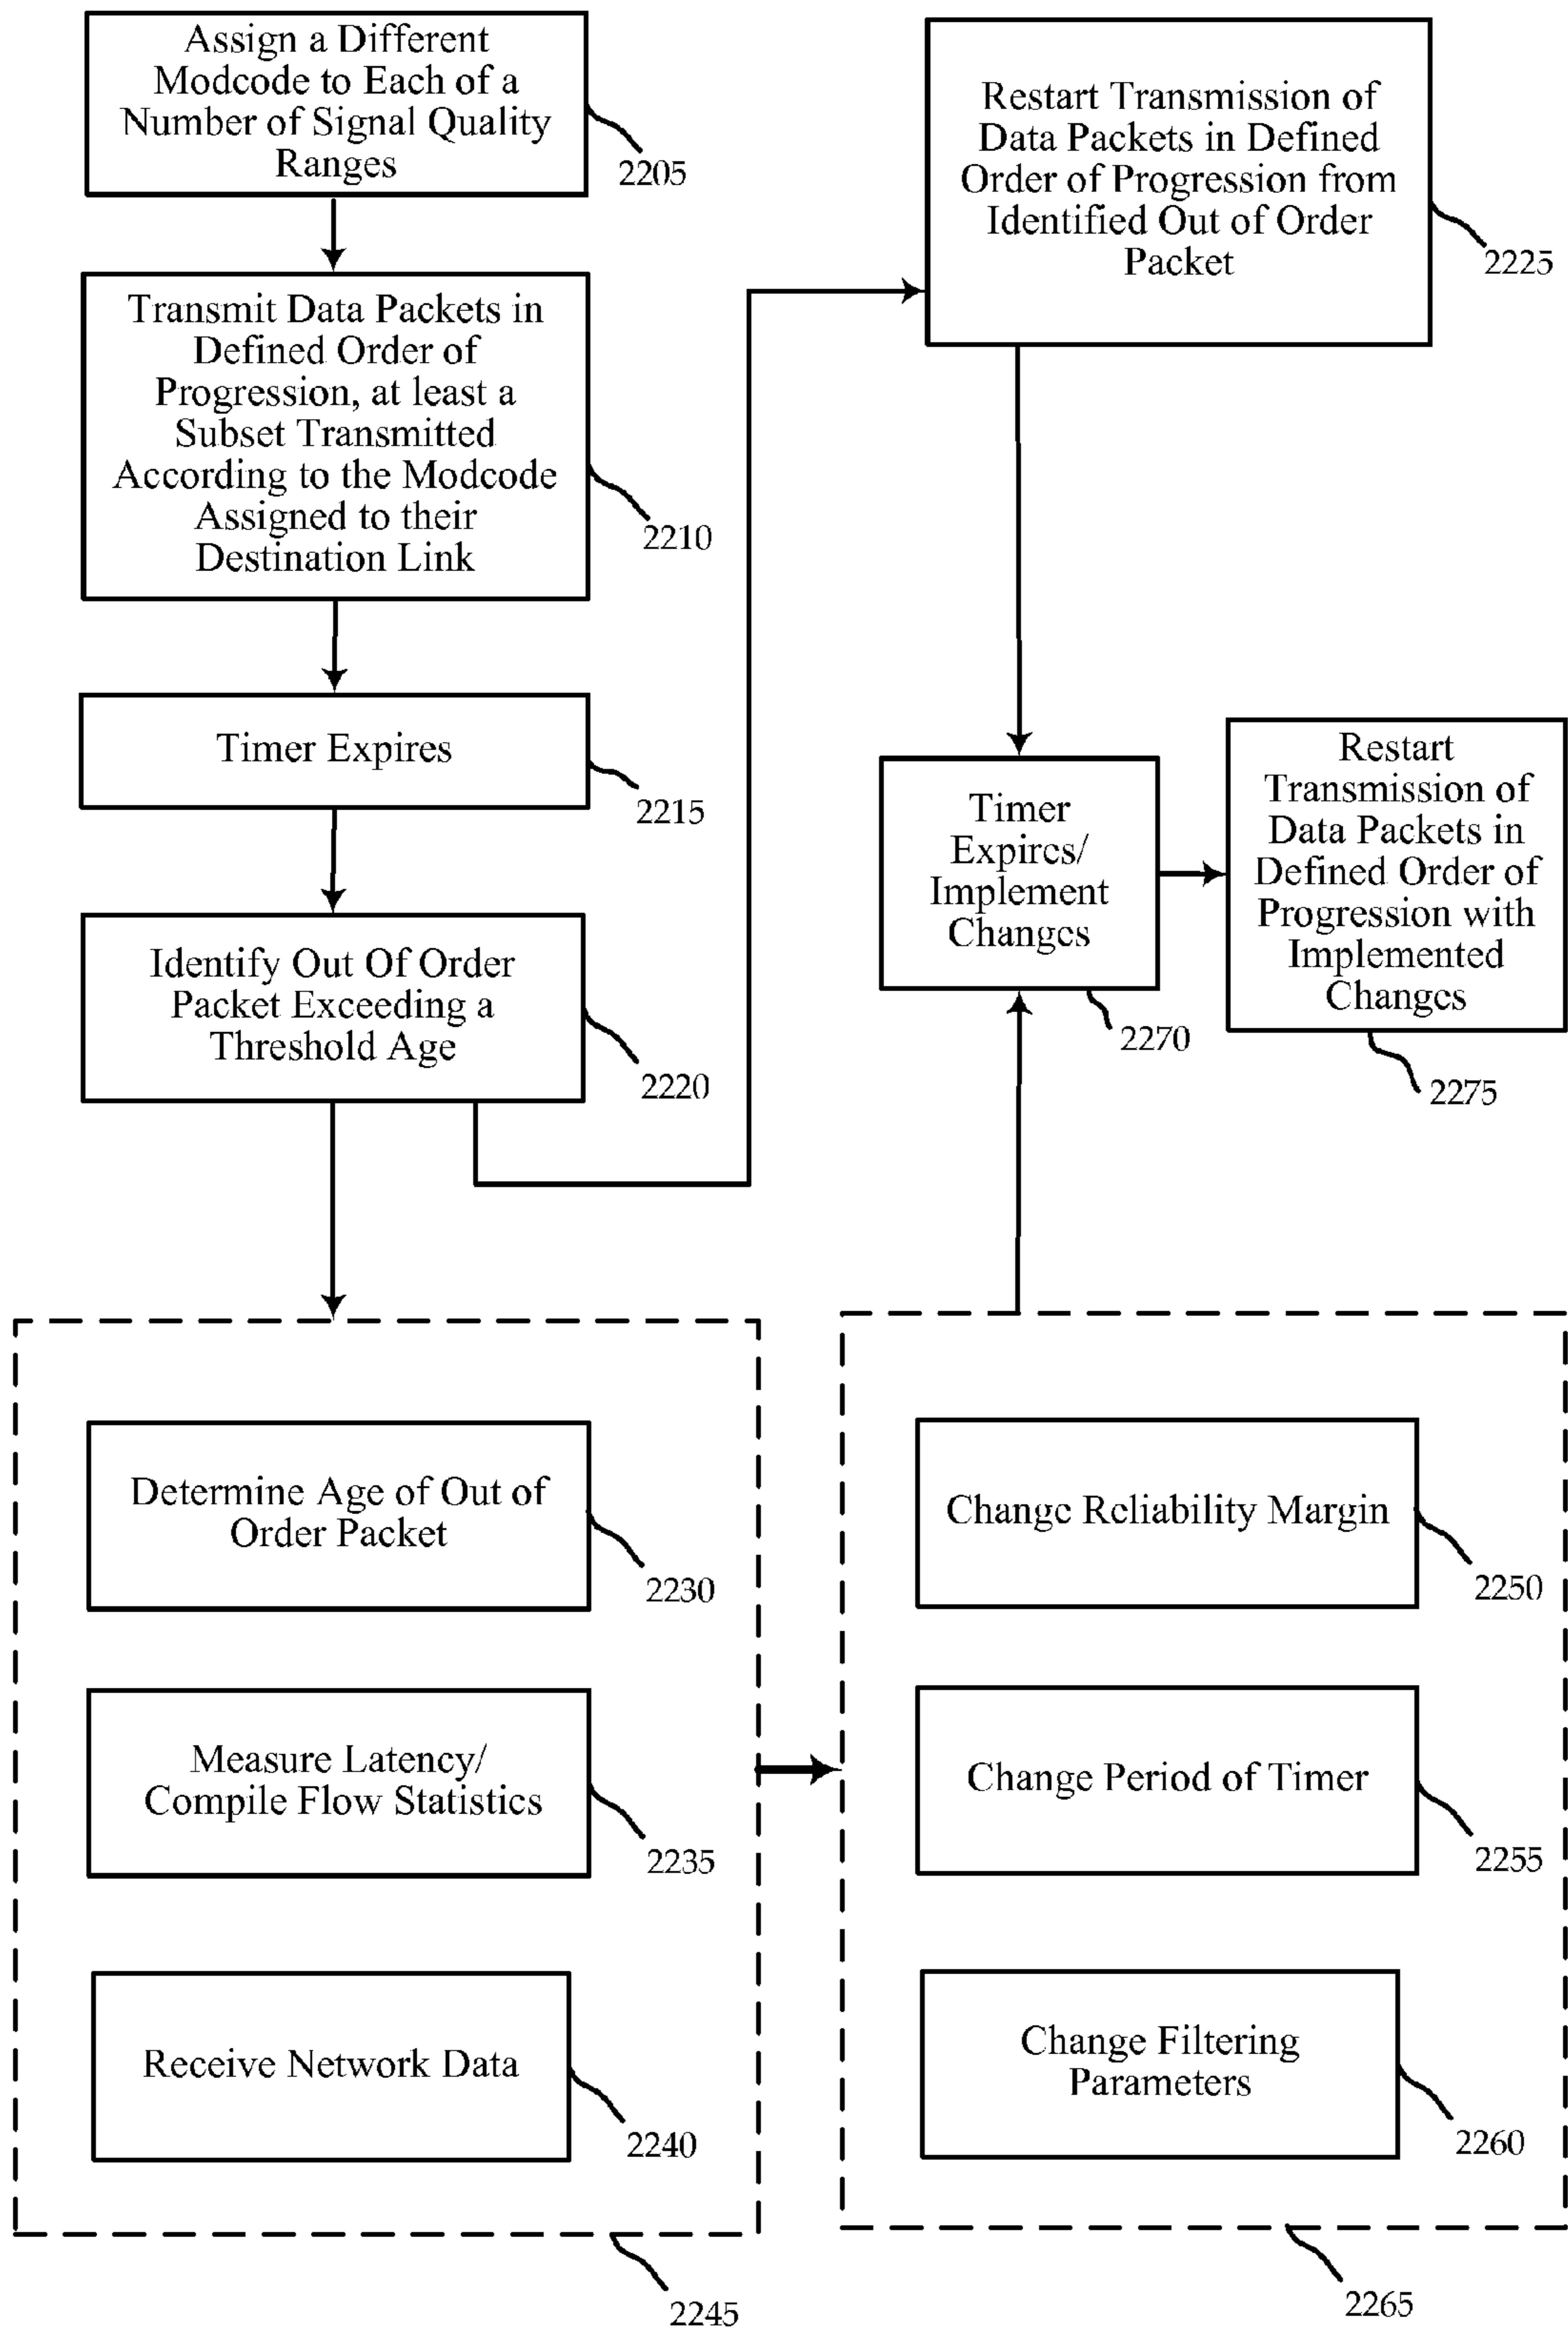 Assign a Different
Modcode to Each of a
Number of Signal Quality
Ranges
2205
Transmit Data Packets in
Defined Order of
Progression, at least a
Subset Transmitted
According to the Modcode
Assigned to their
Destination Link
2210
Timer Expires
2215
Identify Out Of Order
Packet Exceeding a
Threshold Age
2220
Restart Transmission of
Data Packets in Defined
Order of Progression from
Identified Out of Order
Packet
2225
Timer
Expires/
Implement
Changes
2270
Restart
Transmission of
Data Packets in
Defined Order of
Progression with
Implemented
Changes
2275
Determine Age of Out of
Order Packet
2230
Measure Latency/
Compile Flow Statistics
2235
Receive Network Data
2240
2245
Change Reliability Margin
2250
Change Period of Timer
2255
Change Filtering
Parameters
2260
2265